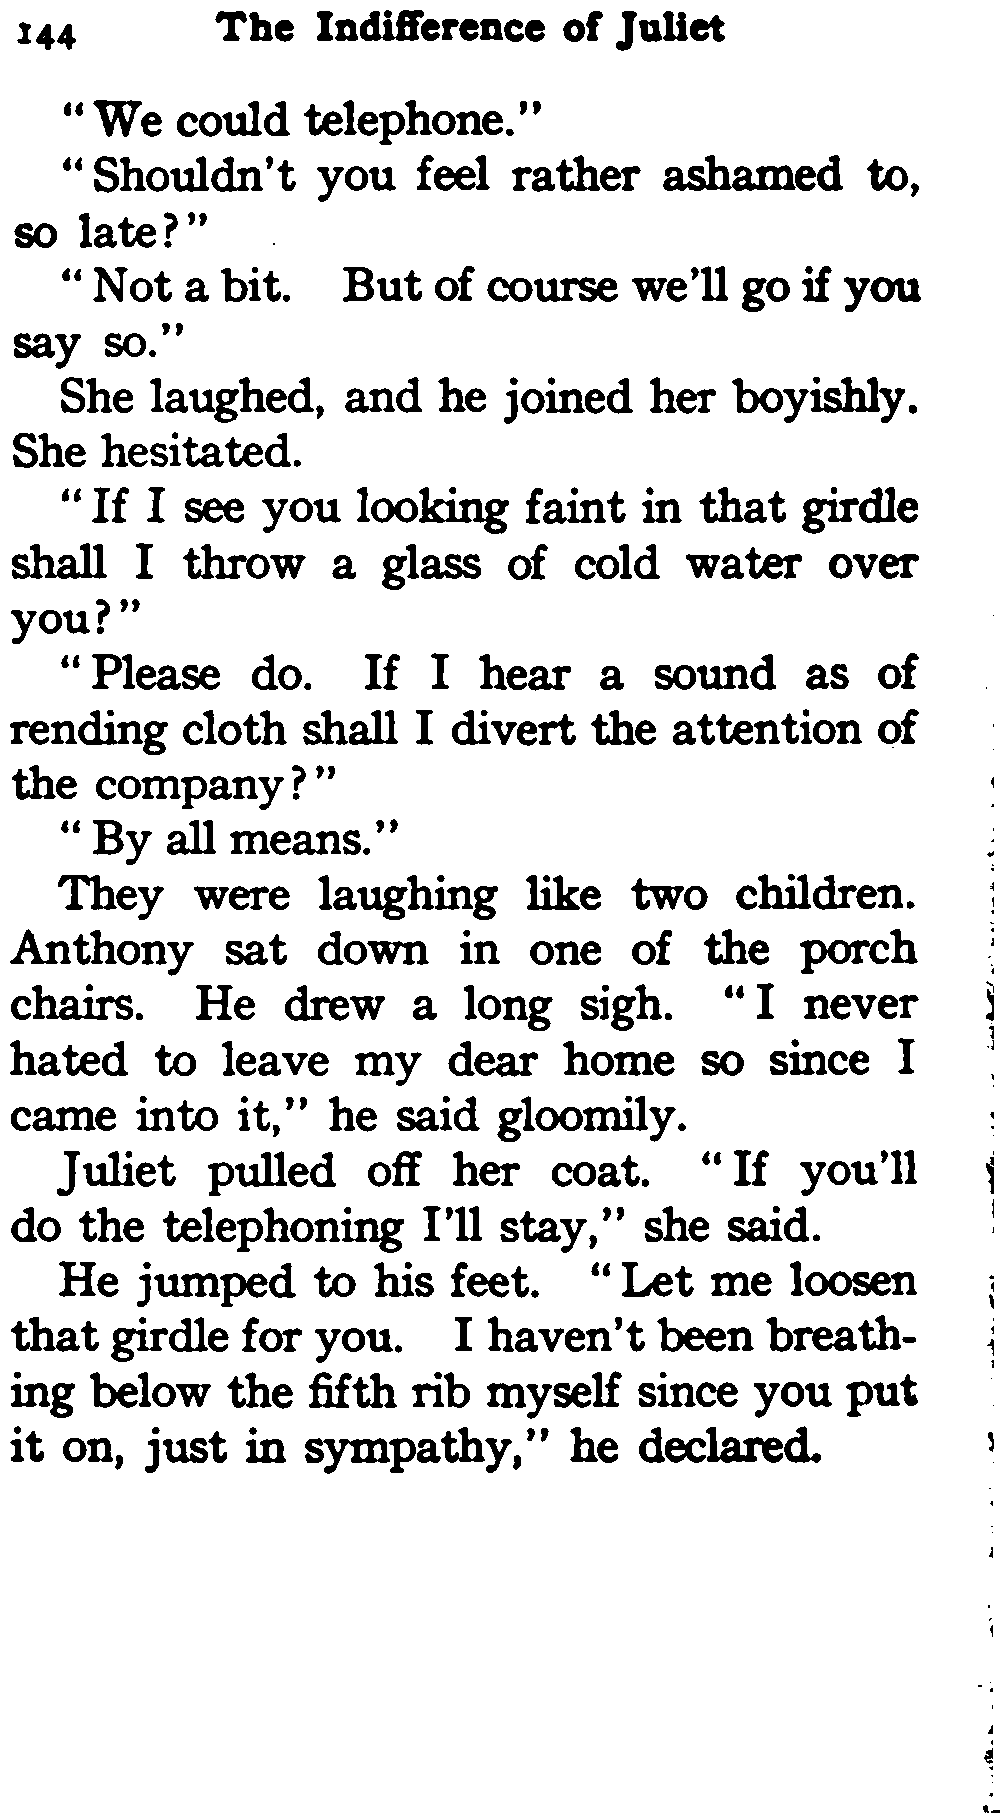 144 The Indifference of Juliet
"We could telephone."
"Shouldn't you feel rather ashamed to,
so late?"
"Not a bit. But of course we'll go if you
say so."
She laughed, and he joined her boyishly.
She hesitated.
"If I see you looking faint in that girdle
shall I throw a glass of cold water over
you?"
"Please do. If I hear a sound as of
rending cloth shall I divert the attention of
the company?"
"By all means."
They were laughing like two children.
Anthony sat down in one of the porch
chairs. He drew a long sigh. "I never
hated to leave my dear home so since I
came into it," he said gloomily.
Juliet pulled off her coat. "If you'll
do the telephoning I'll stay," she said.
He jumped to his feet. "Let me loosen
that girdle for you. I haven't been breath-
ing below the fifth rib myself since you put
it on, just in sympathy," he declared.